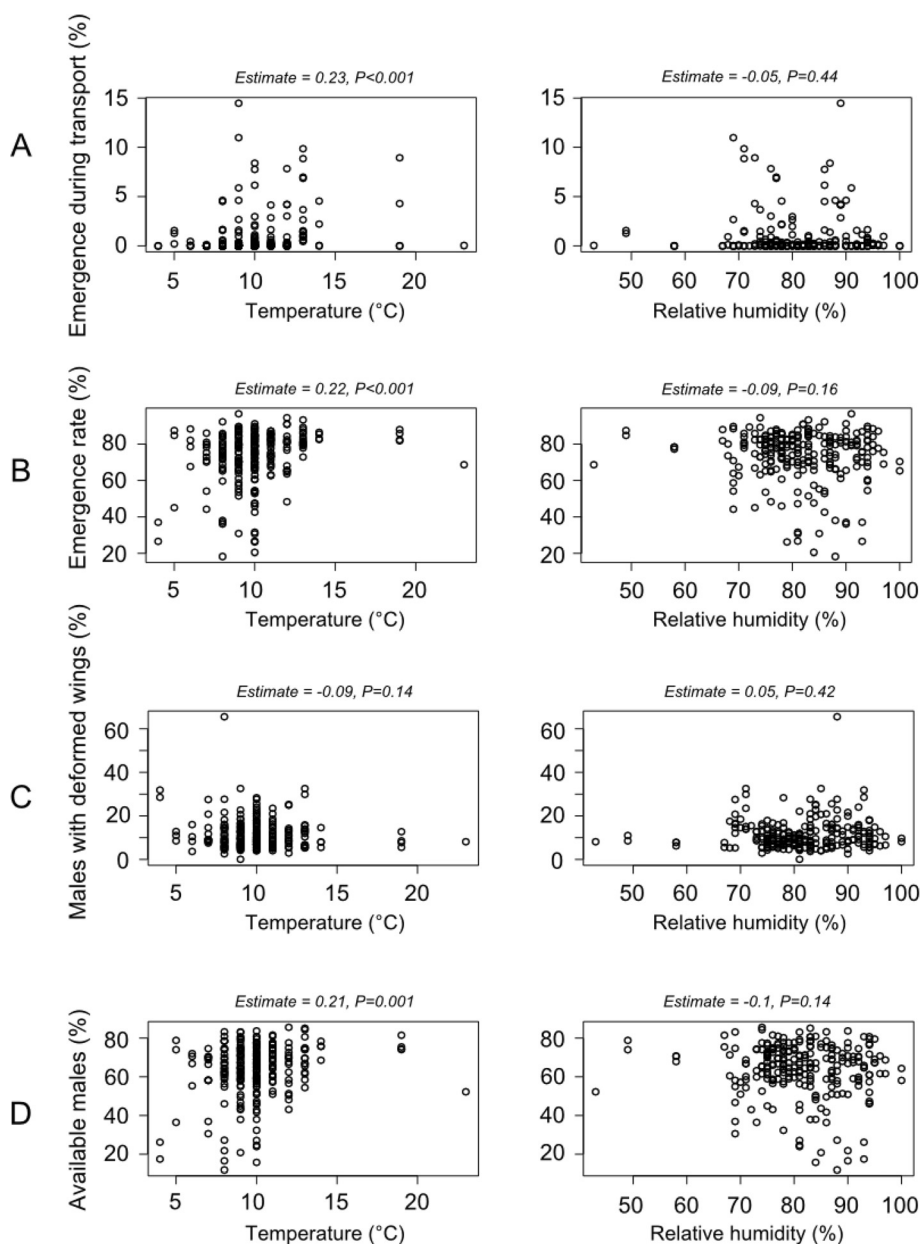 A
Emergence during transport (%)
Estimate = 0.23, P<0.001
15
10
5
0
5 10 15 20
Temperature (°C)
Estimate = -0.05, P=0.44
15
10
5
0
50 60 70 80 90 100
Relative humidity (%)
B
Emergence rate (%)
Estimate = 0.22, P<0.001
80
60
40
20
5 10 15 20
Temperature (°C)
Estimate = -0.09, P=0.16
80
60
40
20
50 60 70 80 90 100
Relative humidity (%)
C
Males with deformed wings (%)
Estimate = -0.09, P=0.14
60
40
20
0
5 10 15 20
Temperature (°C)
Estimate = 0.05, P=0.42
60
40
20
0
50 60 70 80 90 100
Relative humidity (%)
D
Available males (%)
Estimate = 0.21, P=0.001
80
60
40
20
5 10 15 20
Temperature (°C)
Estimate = -0.1, P=0.14
80
60
40
20
50 60 70 80 90 100
Relative humidity (%)